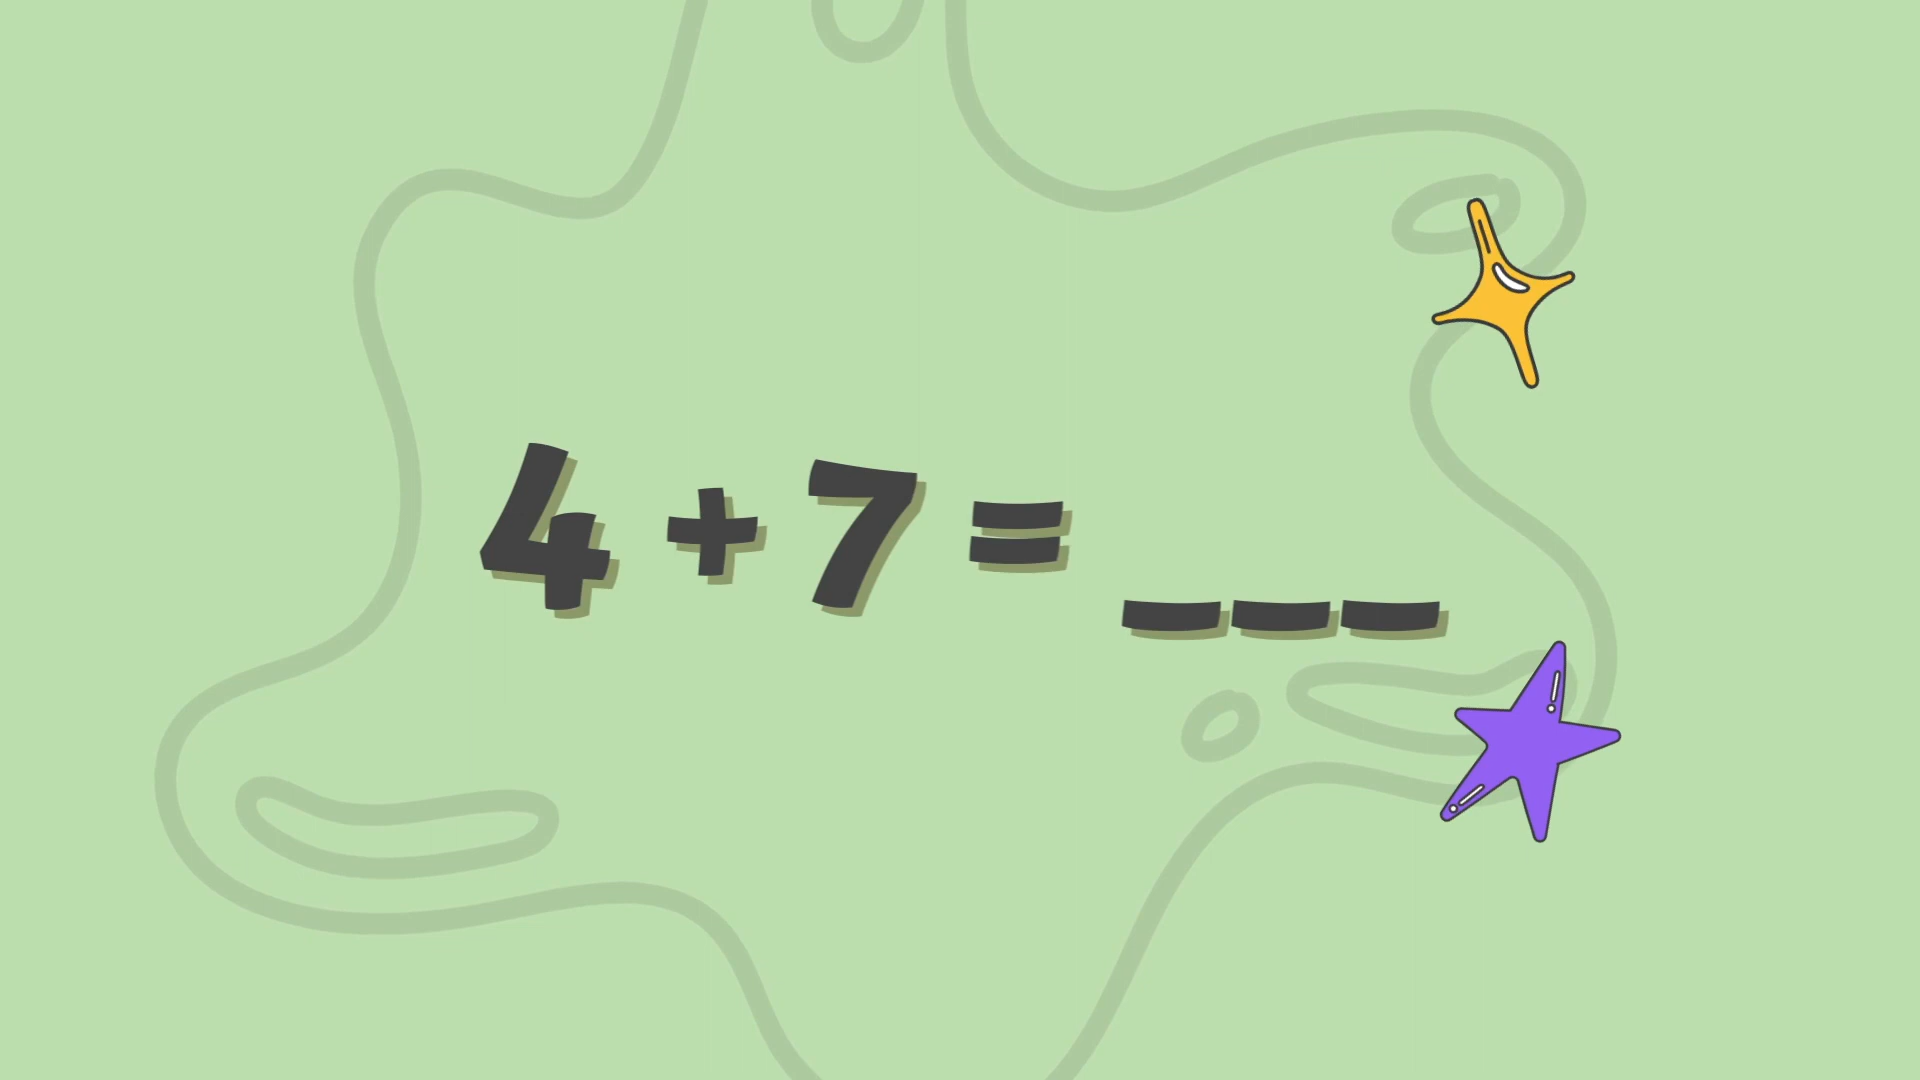 4 + 7 = ___